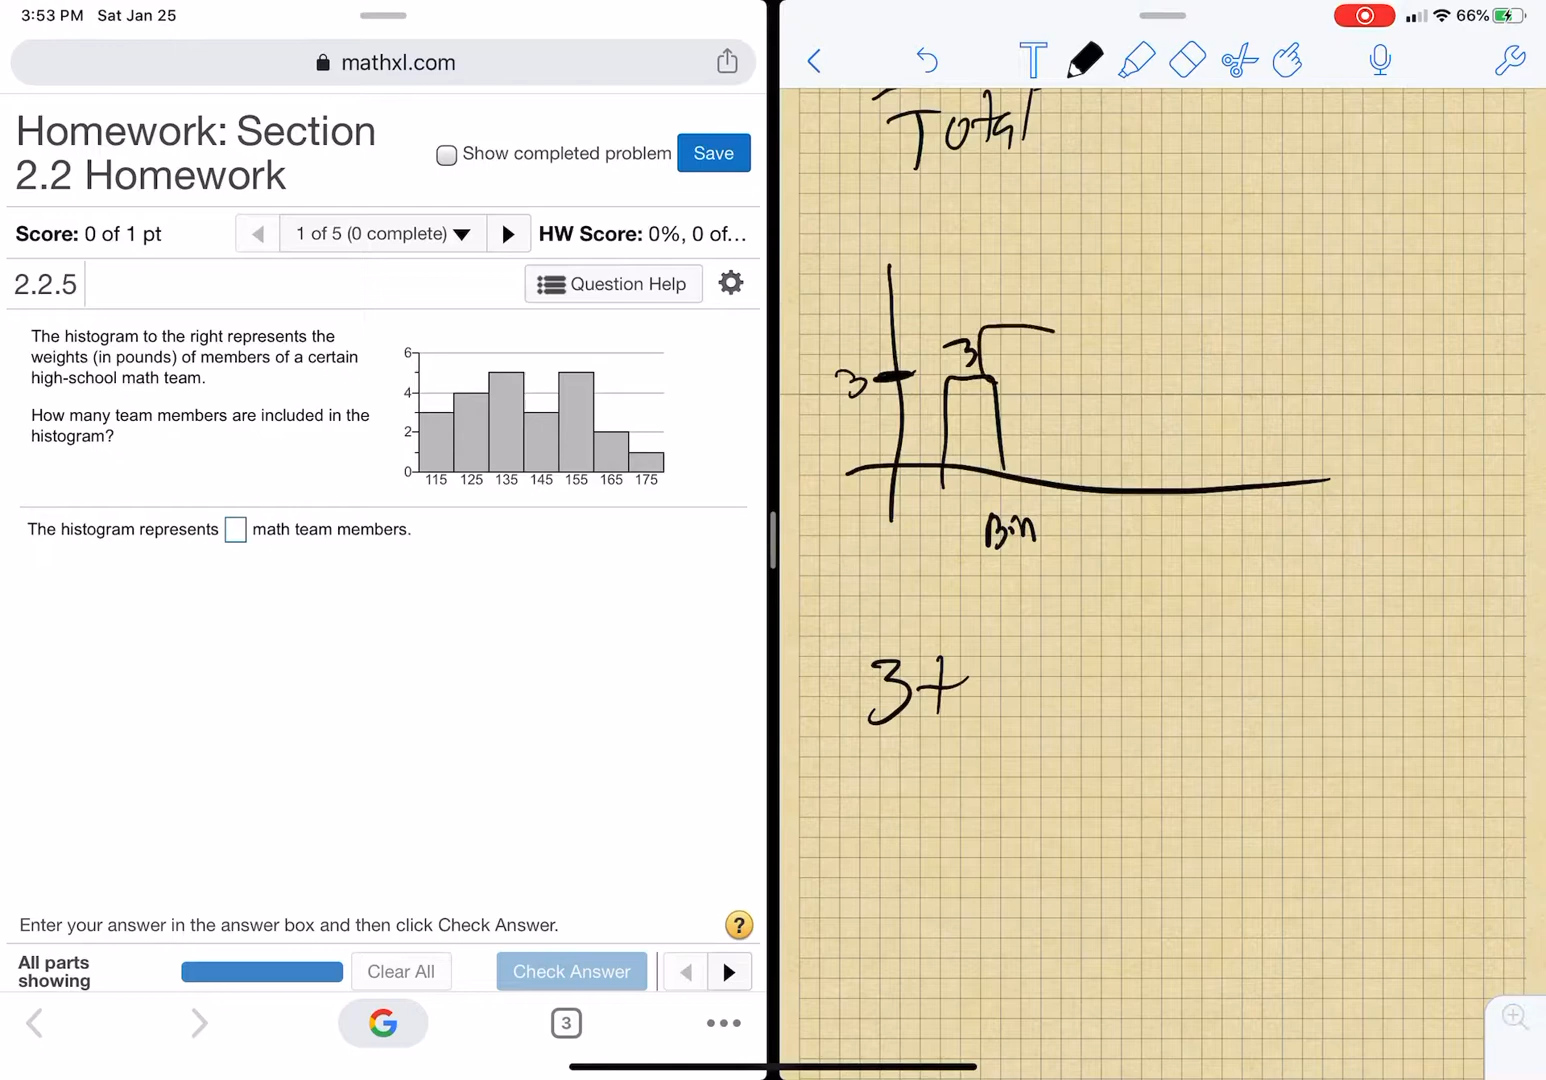 3:53 PM Sat Jan 25
66%
mathxl.com
Homework: Section
2.2 Homework
Show completed problem
Save
Score: 0 of 1 pt
1 of 5 (0 complete)
HW Score: 0%, 0 of...
2.2.5
Question Help
The histogram to the right represents the
weights (in pounds) of members of a certain
high-school math team.
How many team members are included in the
histogram?
6
4
2
0
115 125 135 145 155 165 175
The histogram represents math team members.
Enter your answer in the answer box and then click Check Answer.
?
All parts
showing
Clear All
Check Answer
G
3
T
Total
3
3
Bin
3+